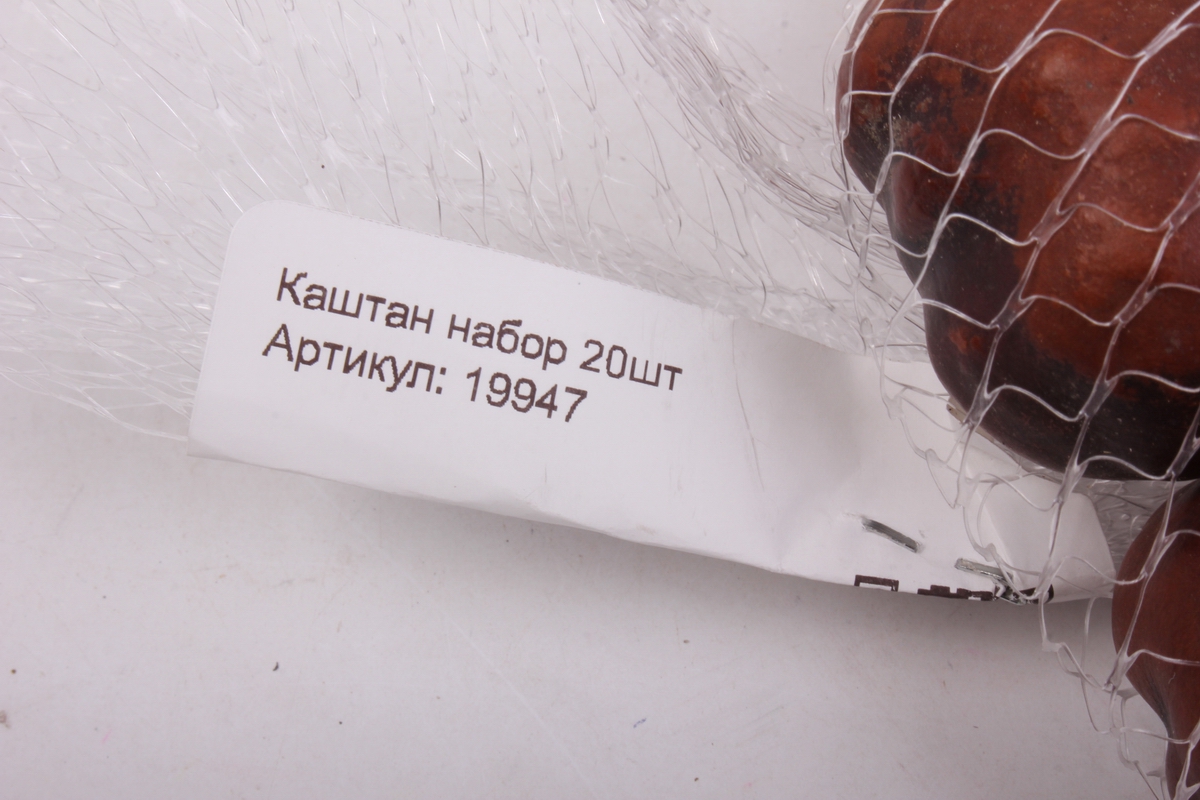 Каштан набор 20шт
Артикул: 19947